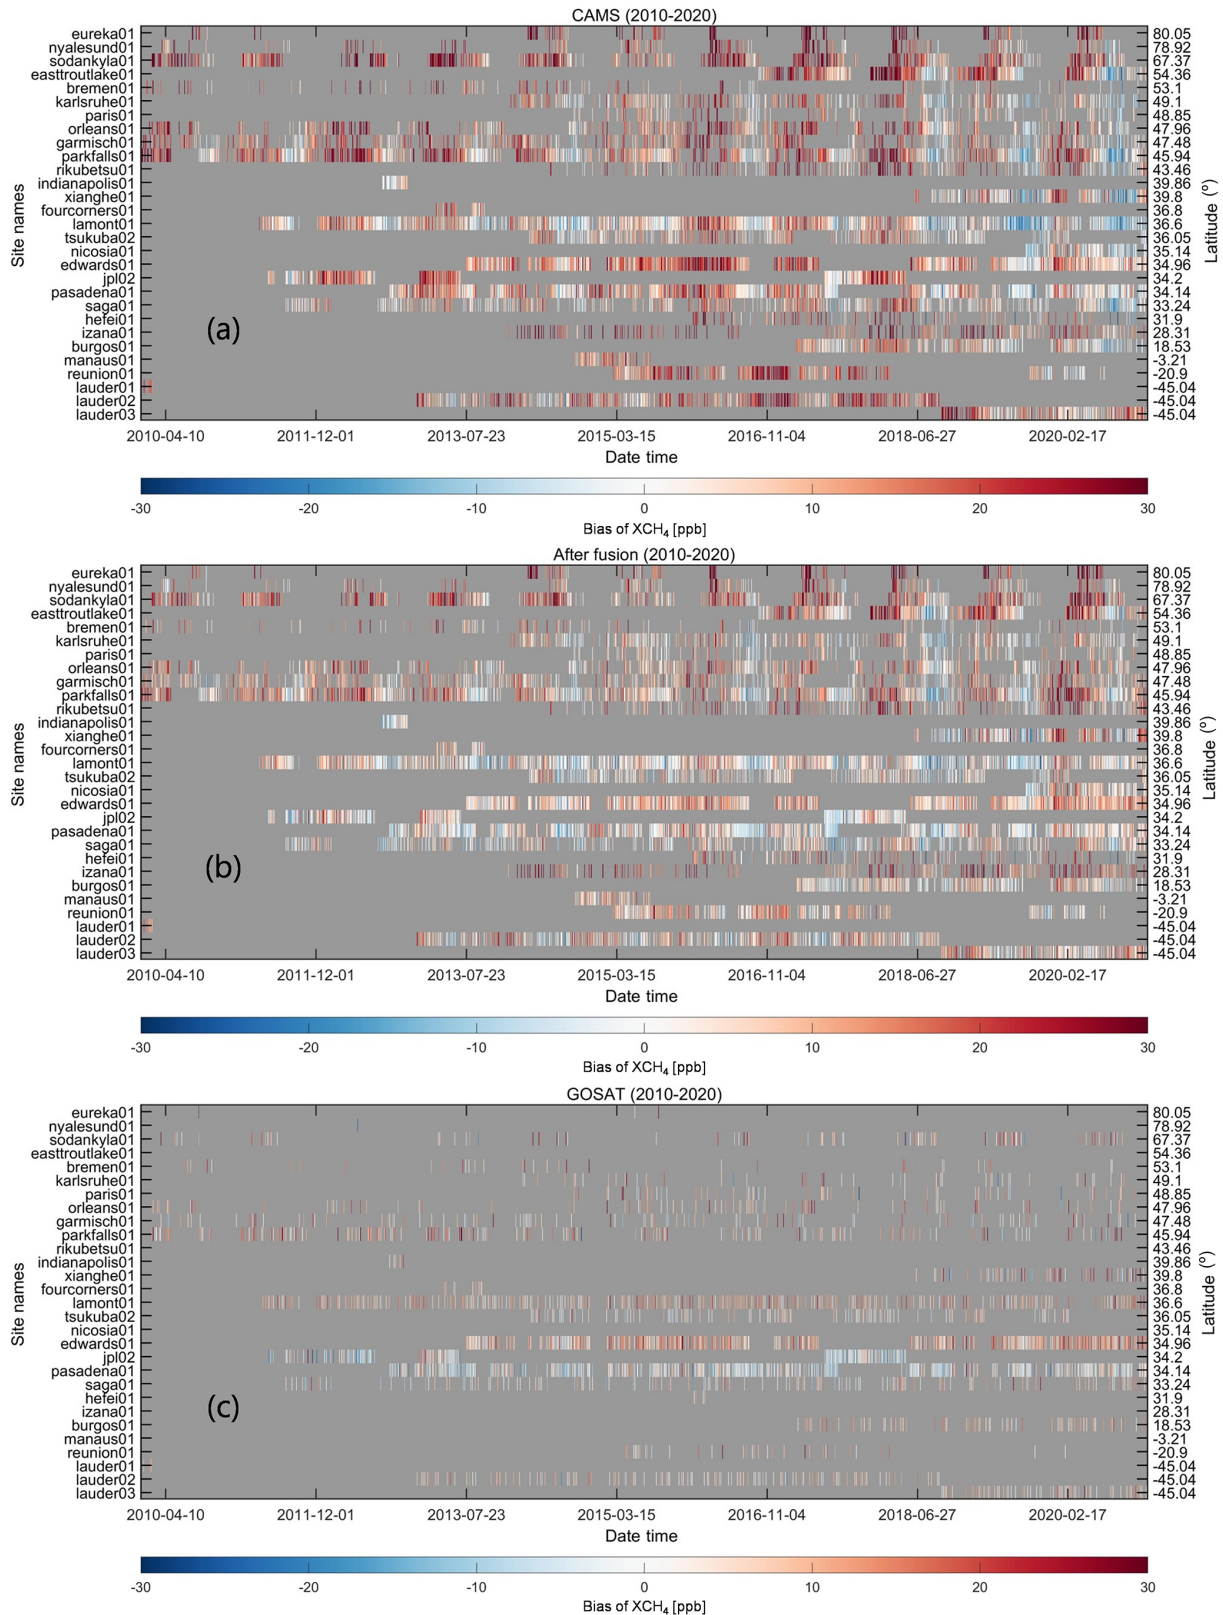 CAMS (2010-2020)
eureka01 80.05
nyalesund01 78.92
sodankyla01 67.37
easttroutlake01 54.36
bremen01 53.1
karlsruhe01 49.1
paris01 48.85
orleans01 47.96
garmisch01 47.48
parkfalls01 45.94
rikubetsu01 43.46
indianapolis01 39.86
xianghe01 39.8
fourcorners01 36.8
lamont01 36.6
tsukuba02 36.05
nicosia01 35.14
edwards01 34.96
jpl02 34.2
pasadena01 34.14
saga01 33.24
hefei01 31.9
izana01 28.31
burgos01 18.53
manaus01 -3.21
reunion01 -20.9
lauder01 -45.04
lauder02 -45.04
lauder03 -45.04
Site names
Latitude (°)
(a)
2010-04-10 2011-12-01 2013-07-23 2015-03-15 2016-11-04 2018-06-27 2020-02-17
Date time
-30 -20 -10 0 10 20 30
Bias of XCH4 [ppb]
After fusion (2010-2020)
eureka01 80.05
nyalesund01 78.92
sodankyla01 67.37
easttroutlake01 54.36
bremen01 53.1
karlsruhe01 49.1
paris01 48.85
orleans01 47.96
garmisch01 47.48
parkfalls01 45.94
rikubetsu01 43.46
indianapolis01 39.86
xianghe01 39.8
fourcorners01 36.8
lamont01 36.6
tsukuba02 36.05
nicosia01 35.14
edwards01 34.96
jpl02 34.2
pasadena01 34.14
saga01 33.24
hefei01 31.9
izana01 28.31
burgos01 18.53
manaus01 -3.21
reunion01 -20.9
lauder01 -45.04
lauder02 -45.04
lauder03 -45.04
Site names
Latitude (°)
(b)
2010-04-10 2011-12-01 2013-07-23 2015-03-15 2016-11-04 2018-06-27 2020-02-17
Date time
-30 -20 -10 0 10 20 30
Bias of XCH4 [ppb]
GOSAT (2010-2020)
eureka01 80.05
nyalesund01 78.92
sodankyla01 67.37
easttroutlake01 54.36
bremen01 53.1
karlsruhe01 49.1
paris01 48.85
orleans01 47.96
garmisch01 47.48
parkfalls01 45.94
rikubetsu01 43.46
indianapolis01 39.86
xianghe01 39.8
fourcorners01 36.8
lamont01 36.6
tsukuba02 36.05
nicosia01 35.14
edwards01 34.96
jpl02 34.2
pasadena01 34.14
saga01 33.24
hefei01 31.9
izana01 28.31
burgos01 18.53
manaus01 -3.21
reunion01 -20.9
lauder01 -45.04
lauder02 -45.04
lauder03 -45.04
Site names
Latitude (°)
(c)
2010-04-10 2011-12-01 2013-07-23 2015-03-15 2016-11-04 2018-06-27 2020-02-17
Date time
-30 -20 -10 0 10 20 30
Bias of XCH4 [ppb]